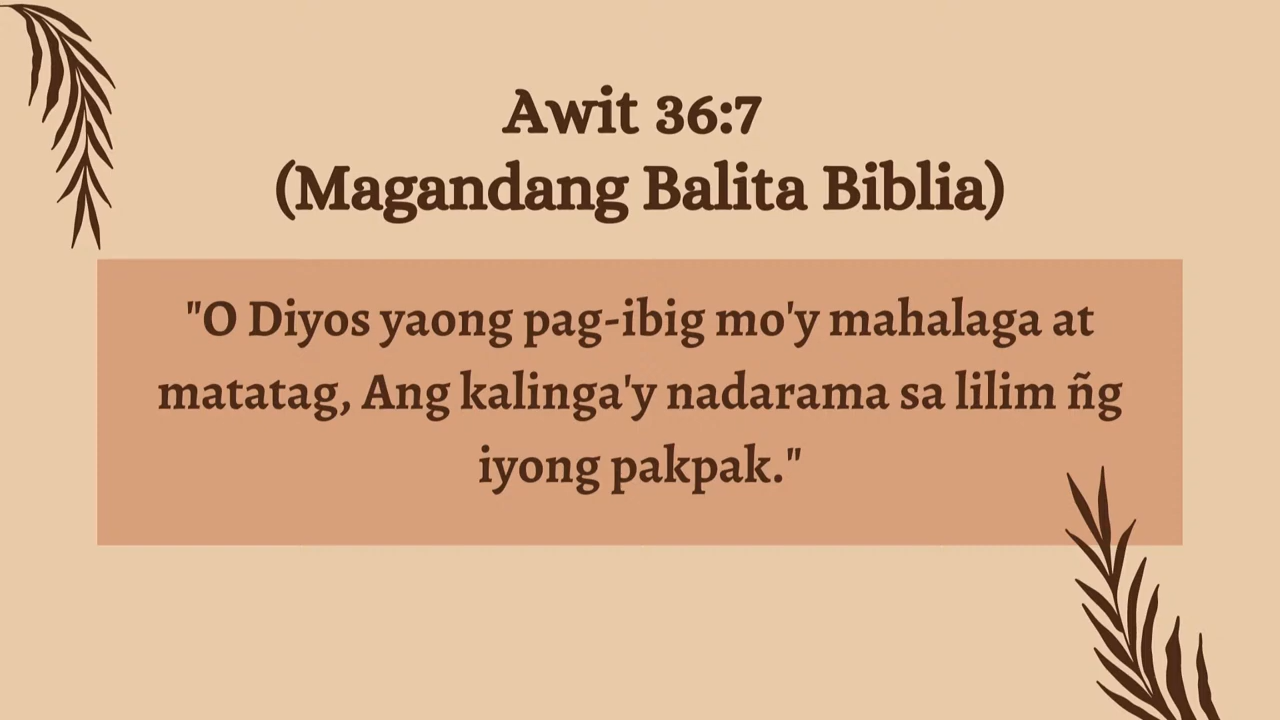 Awit 36:7
(Magandang Balita Biblia)
"O Diyos yaong pag-ibig mo'y mahalaga at
matatag, Ang kalinga'y nadarama sa lilim ñg
iyong pakpak."